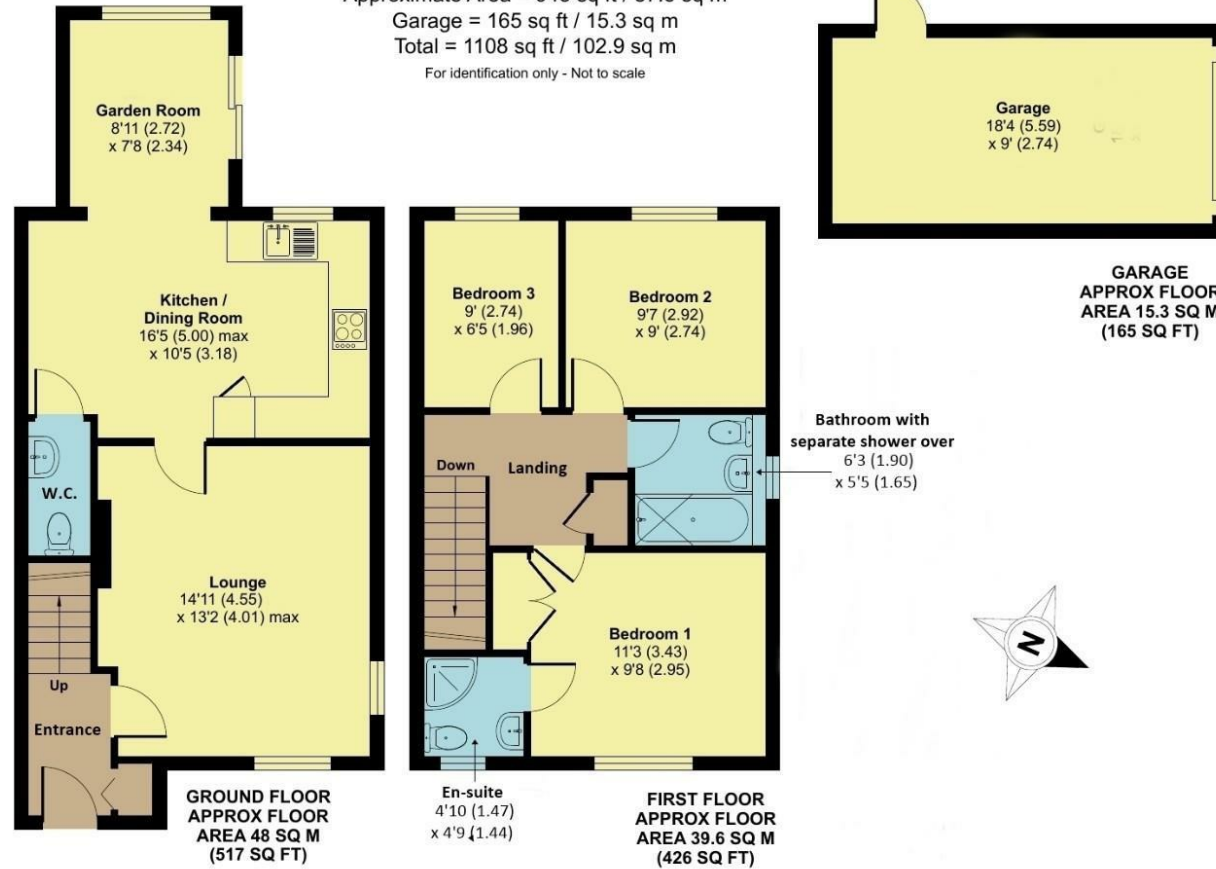 Garage = 165 sq ft / 15.3 sq m
Total = 1108 sq ft / 102.9 sq m
For identification only - Not to scale
Garden Room
8'11 (2.72)
x 7'8 (2.34)
Kitchen /
Dining Room
16'5 (5.00) max
x 10'5 (3.18)
W.C.
Lounge
14'11 (4.55)
x 13'2 (4.01) max
Up
Entrance
GROUND FLOOR
APPROX FLOOR
AREA 48 SQ M
(517 SQ FT)
Bedroom 3
9' (2.74)
x 6'5 (1.96)
Bedroom 2
9'7 (2.92)
x 9' (2.74)
Down
Landing
Bathroom with
separate shower over
6'3 (1.90)
x 5'5 (1.65)
Bedroom 1
11'3 (3.43)
x 9'8 (2.95)
En-suite
4'10 (1.47)
x 4'9 (1.44)
FIRST FLOOR
APPROX FLOOR
AREA 39.6 SQ M
(426 SQ FT)
Garage
18'4 (5.59)
x 9' (2.74)
GARAGE
APPROX FLOOR
AREA 15.3 SQ M
(165 SQ FT)
N